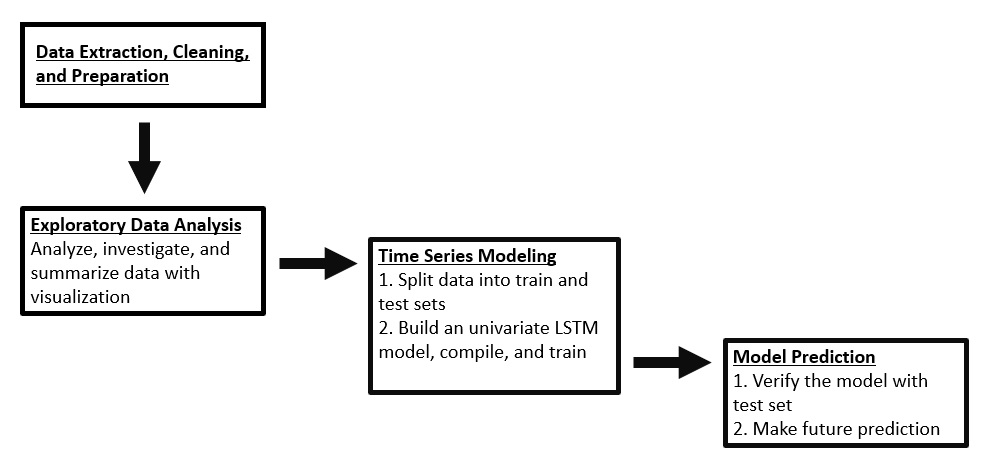 Data Extraction, Cleaning,
and Preparation
Exploratory Data Analysis
Analyze, investigate, and
summarize data with
visualization
Time Series Modeling
1. Split data into train and
test sets
2. Build an univariate LSTM
model, compile, and train
Model Prediction
1. Verify the model with
test set
2. Make future prediction